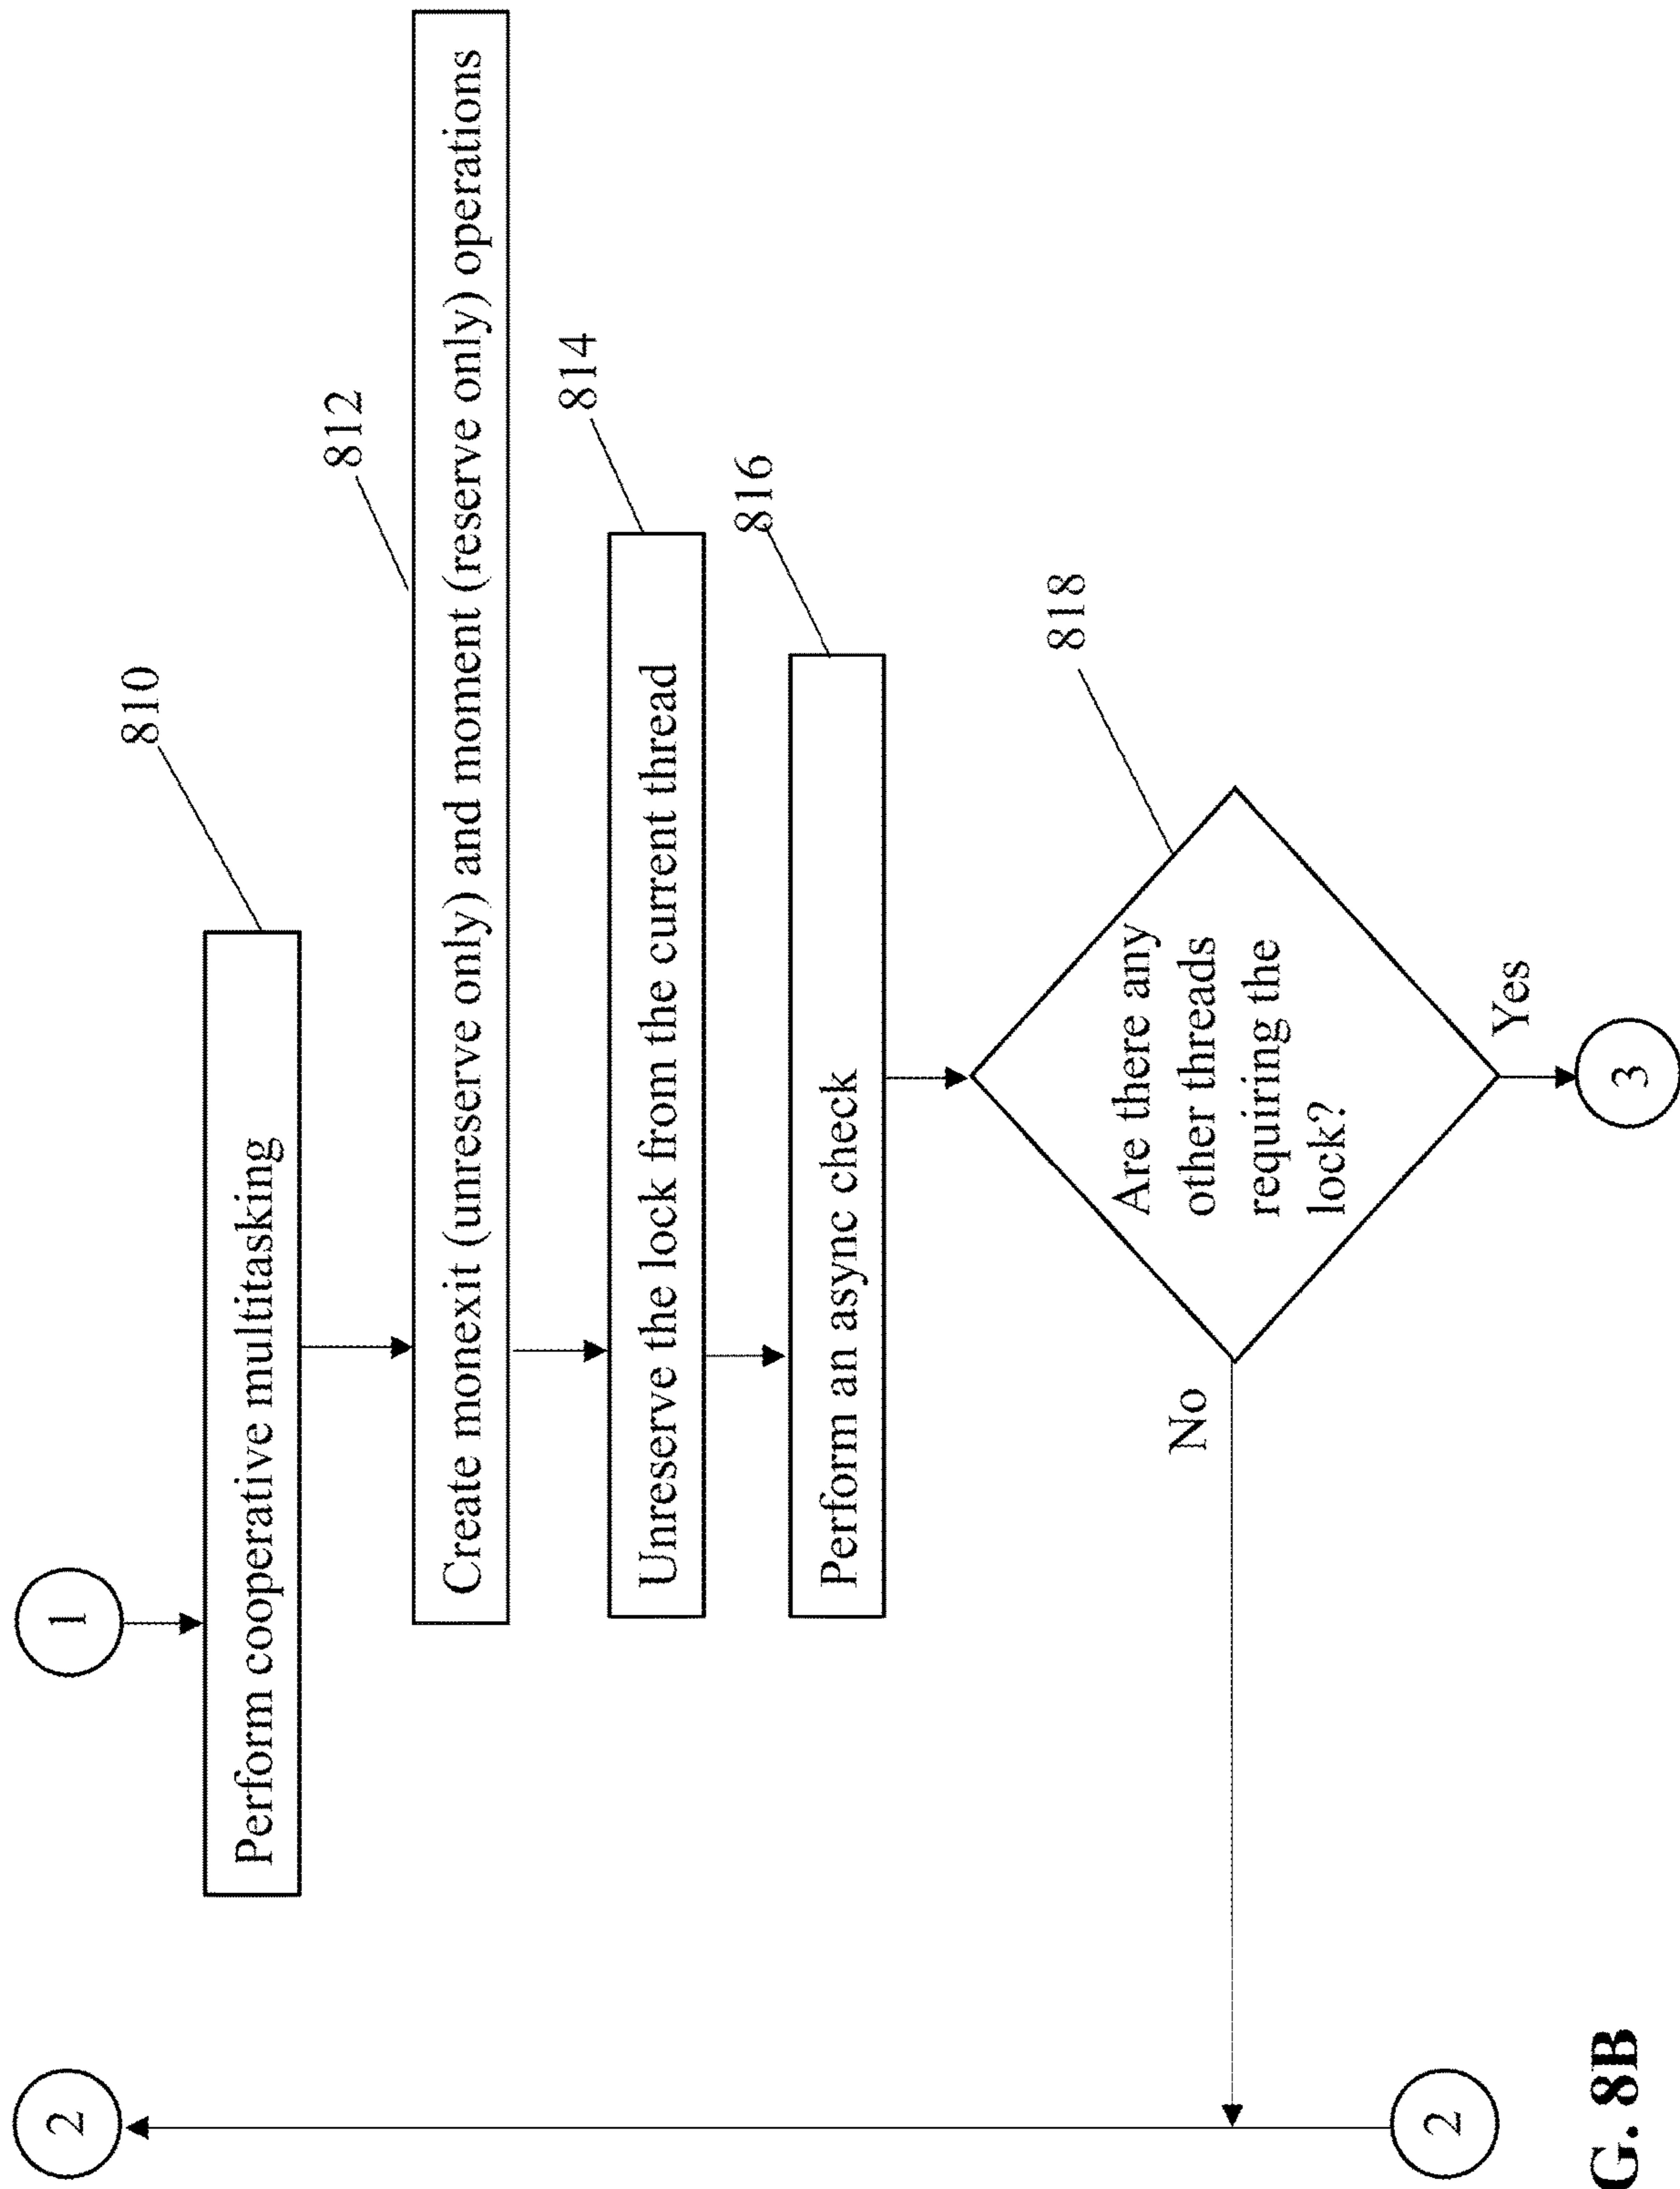 2
1
810
Perform cooperative multitasking
812
Create monexit (unreserve only) and moment (reserve only) operations
814
Unreserve the lock from the current thread
816
Perform an async check
818
Are there any
other threads
requiring the
lock?
No
Yes
2
3
G. 8B